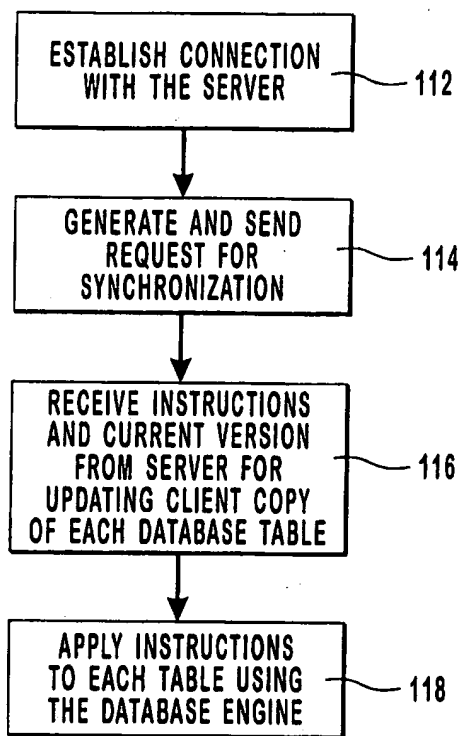 ESTABLISH CONNECTION
WITH THE SERVER
112
GENERATE AND SEND
REQUEST FOR
SYNCHRONIZATION
114
RECEIVE INSTRUCTIONS
AND CURRENT VERSION
FROM SERVER FOR
UPDATING CLIENT COPY
OF EACH DATABASE TABLE
116
APPLY INSTRUCTIONS
TO EACH TABLE USING
THE DATABASE ENGINE
118